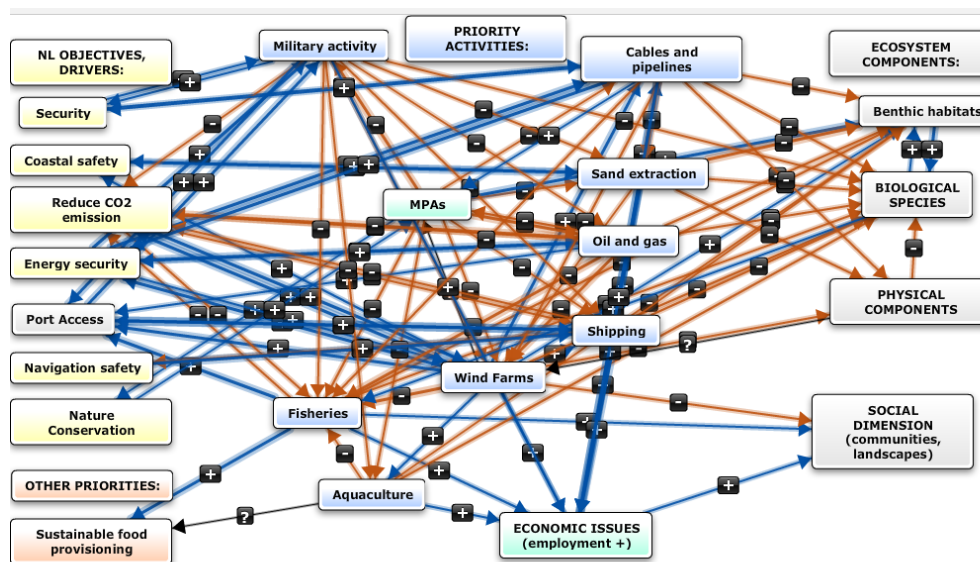 NL OBJECTIVES,
DRIVERS:
Military activity
PRIORITY
ACTIVITIES:
Cables and
pipelines
ECOSYSTEM
COMPONENTS:
Security
Benthic habitats
Coastal safety
Sand extraction
BIOLOGICAL
SPECIES
Reduce CO2
emission
MPAs
Oil and gas
Energy security
PHYSICAL
COMPONENTS
Port Access
Shipping
?
Navigation safety
Wind Farms
Fisheries
Nature
Conservation
SOCIAL
DIMENSION
(communities,
landscapes)
OTHER PRIORITIES:
Aquaculture
?
Sustainable food
provisioning
ECONOMIC ISSUES
(employment +)